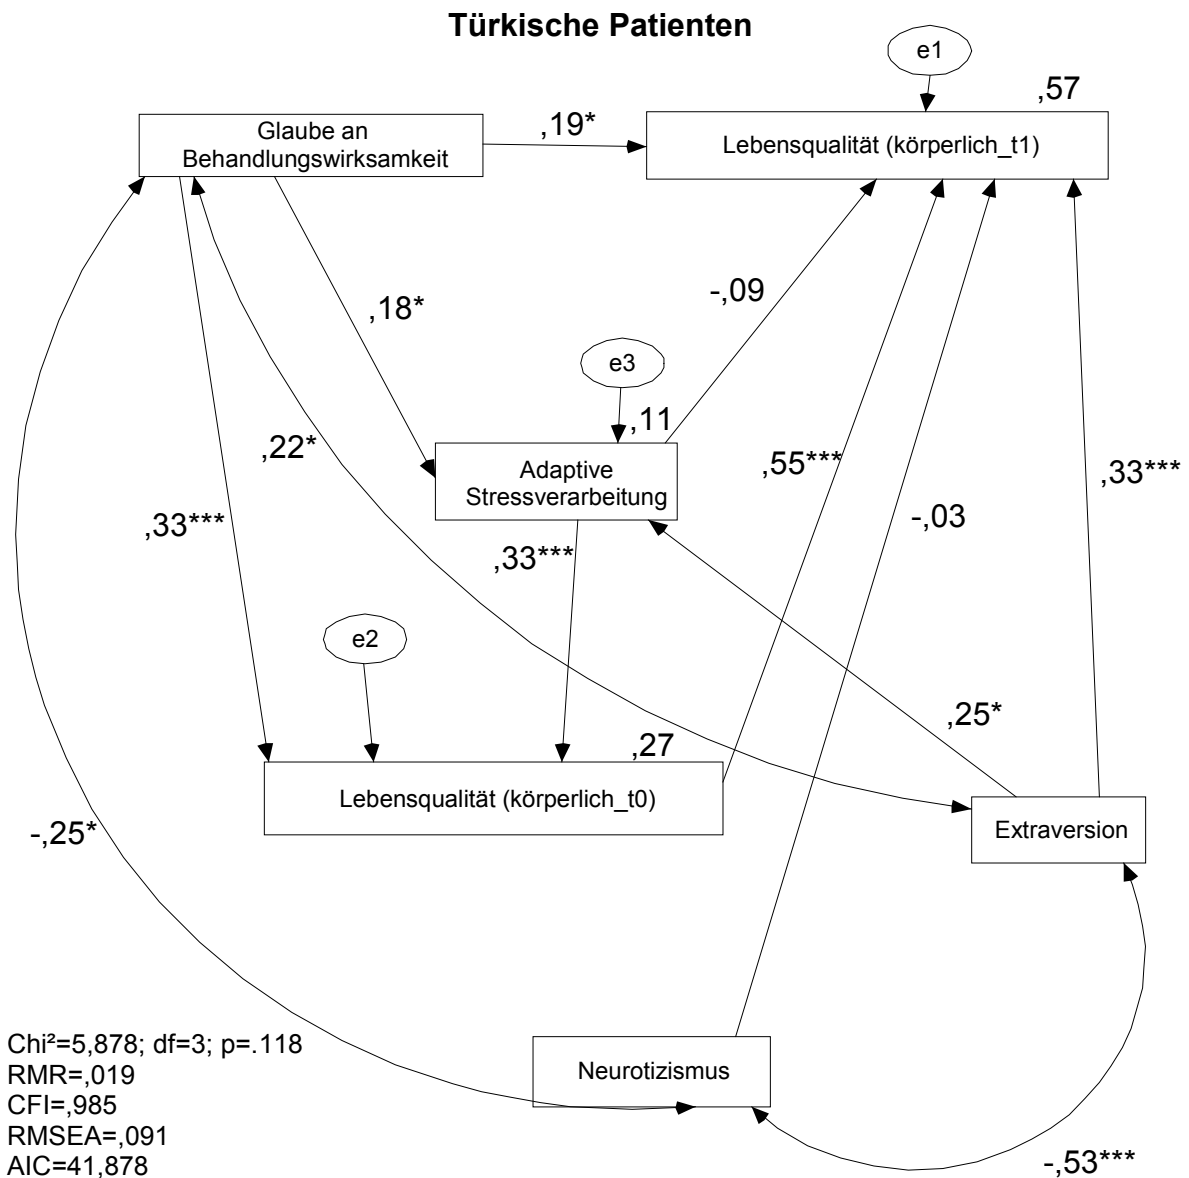 Türkische Patienten
e1
,57
Glaube an
Behandlungswirksamkeit
,19*
Lebensqualität (körperlich_t1)
,18*
-,09
e3
,11
,22*
Adaptive
Stressverarbeitung
,55***
,33***
,33***
-,03
,33***
e2
,25*
,27
Lebensqualität (körperlich_t0)
-,25*
Extraversion
Chi²=5,878; df=3; p=.118
RMR=,019
CFI=,985
RMSEA=,091
AIC=41,878
Neurotizismus
-,53***